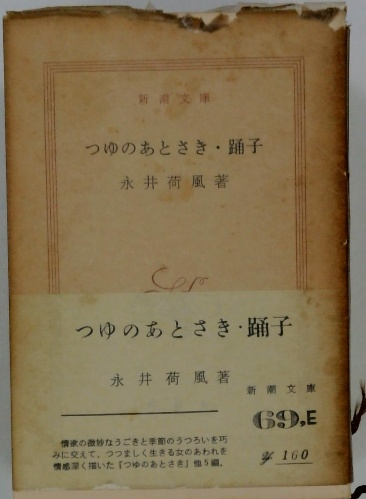 新潮文庫
つゆのあとさき・踊子
永井荷風著
つゆのあとさき・踊子
永井荷風著
新潮文庫
69,E
¥ 160
情欲の微妙なうごきと季節のうつろいを巧
みに交えて、つつましく生きる女のあわれを
情感深く描いた『つゆのあとさき』他5編。